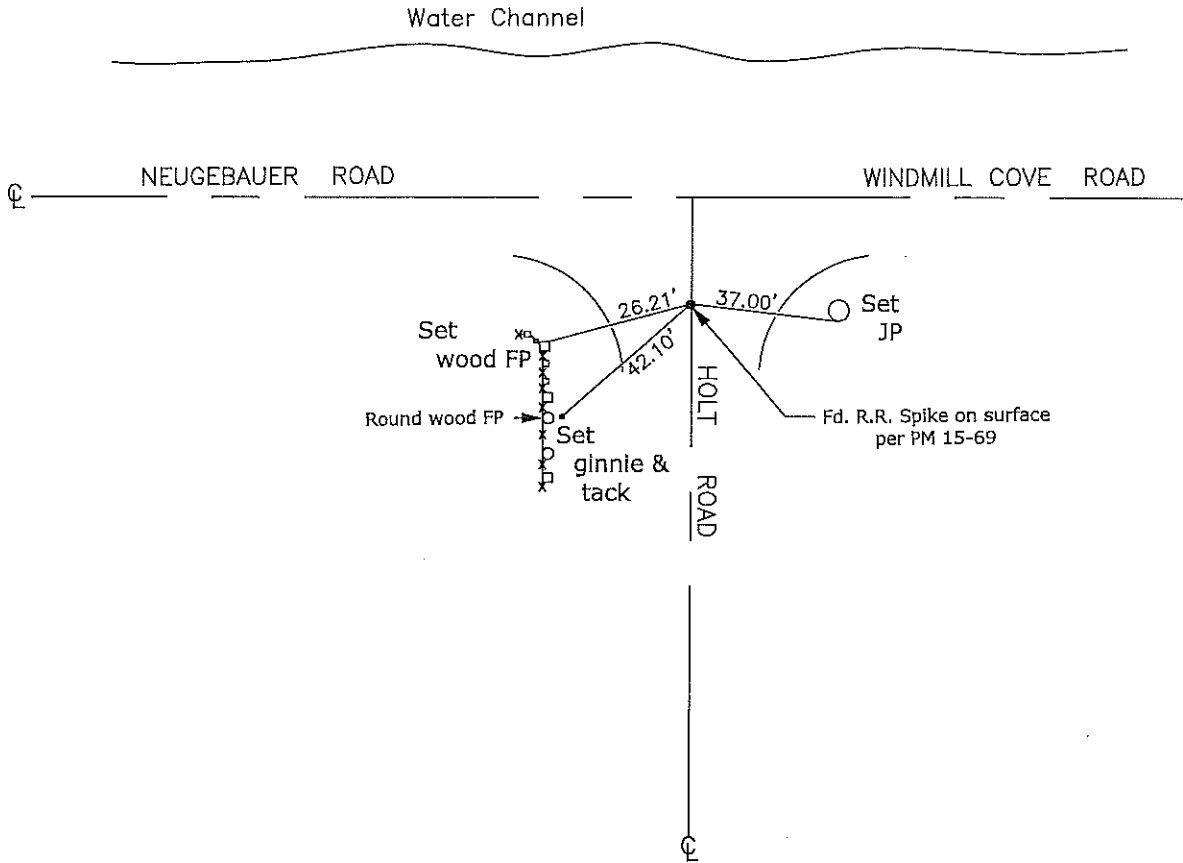 Water Channel
NEUGEBAUER ROAD
WINDMILL COVE ROAD
℄
26.21'
37.00'
Set
JP
Set
wood FP
42.10'
HOLT ROAD
Round wood FP
Fd. R.R. Spike on surface
per PM 15-69
Set
ginnie &
tack
℄